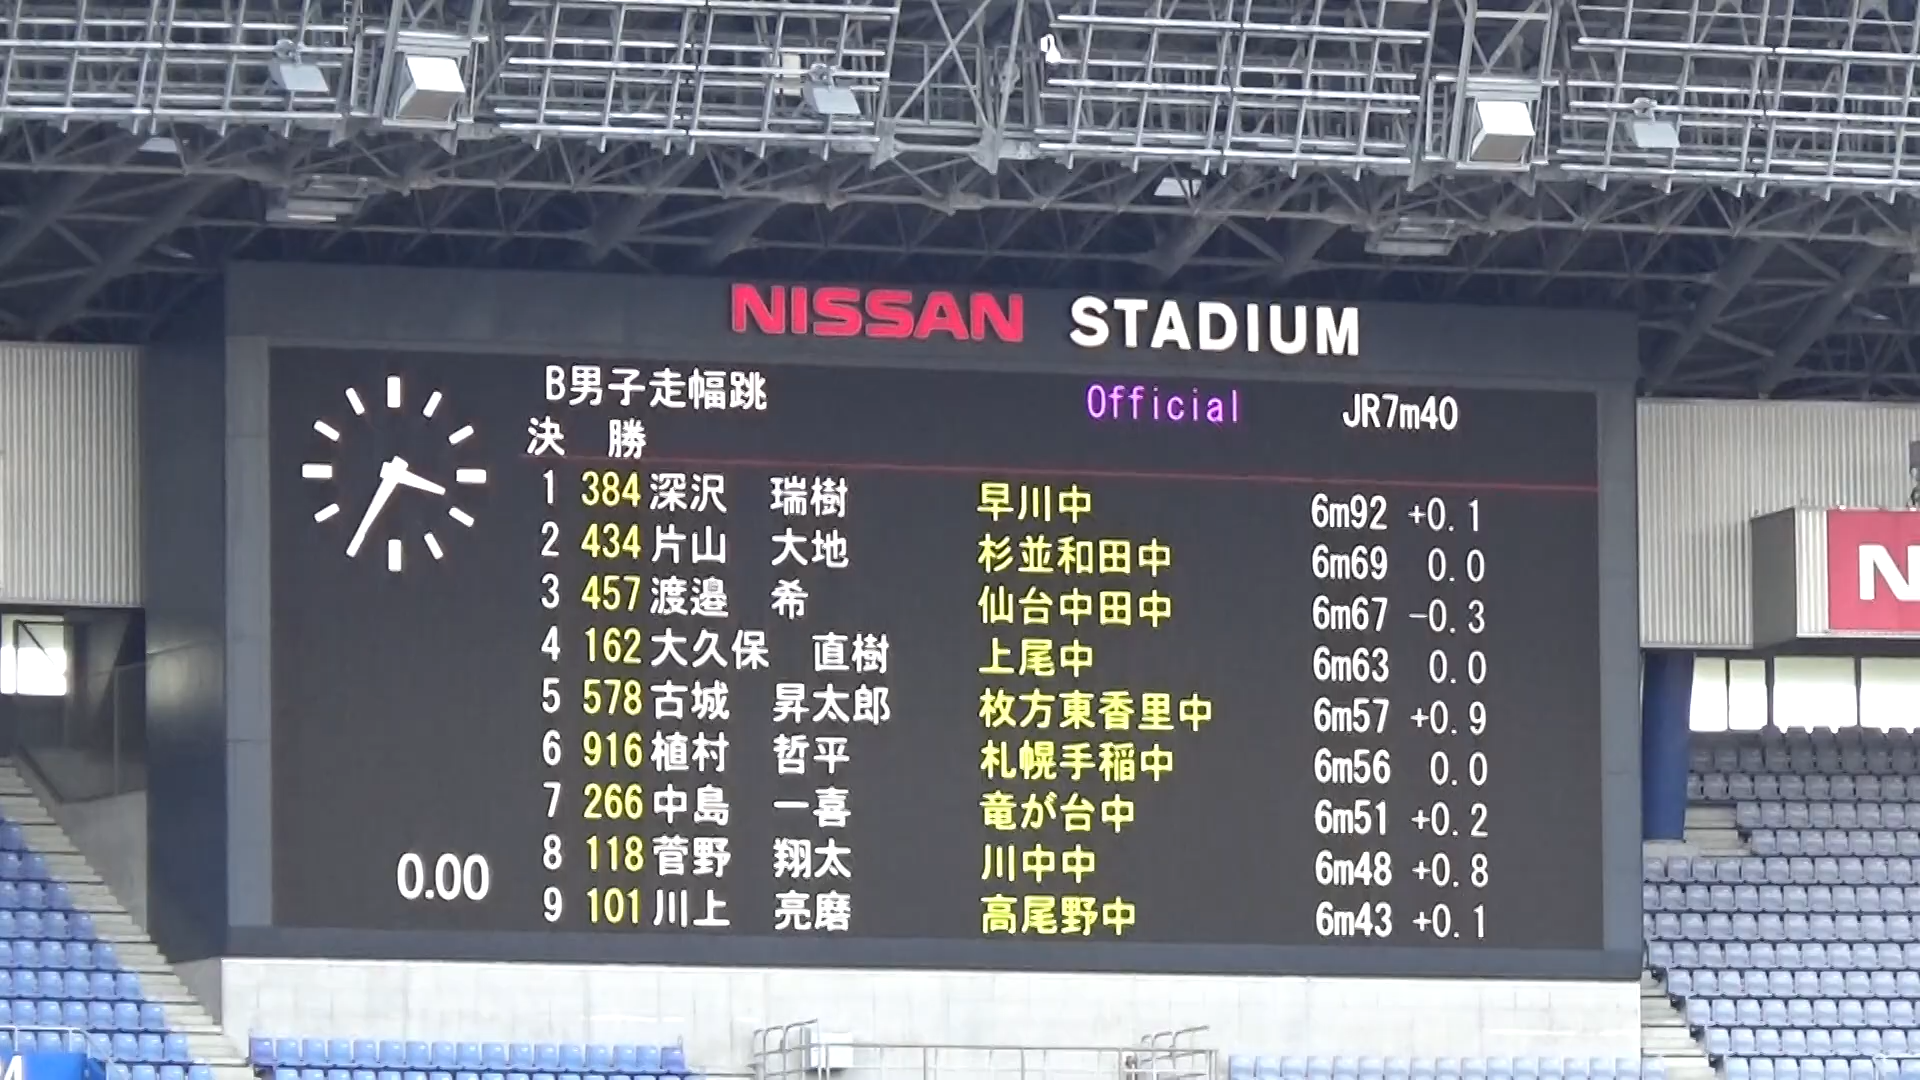 NISSAN STADIUM
B男子走幅跳 Official JR7m40
決 勝
1 384 深沢 瑞樹 早川中 6m92 +0.1
2 434 片山 大地 杉並和田中 6m69 0.0
3 457 渡邉 希 仙台中田中 6m67 -0.3
4 162 大久保 直樹 上尾中 6m63 0.0
5 578 古城 昇太郎 枚方東香里中 6m57 +0.9
6 916 植村 哲平 札幌手稲中 6m56 0.0
7 266 中島 一喜 竜が台中 6m51 +0.2
8 118 菅野 翔太 川中中 6m48 +0.8
9 101 川上 亮磨 高尾野中 6m43 +0.1
0.00
N